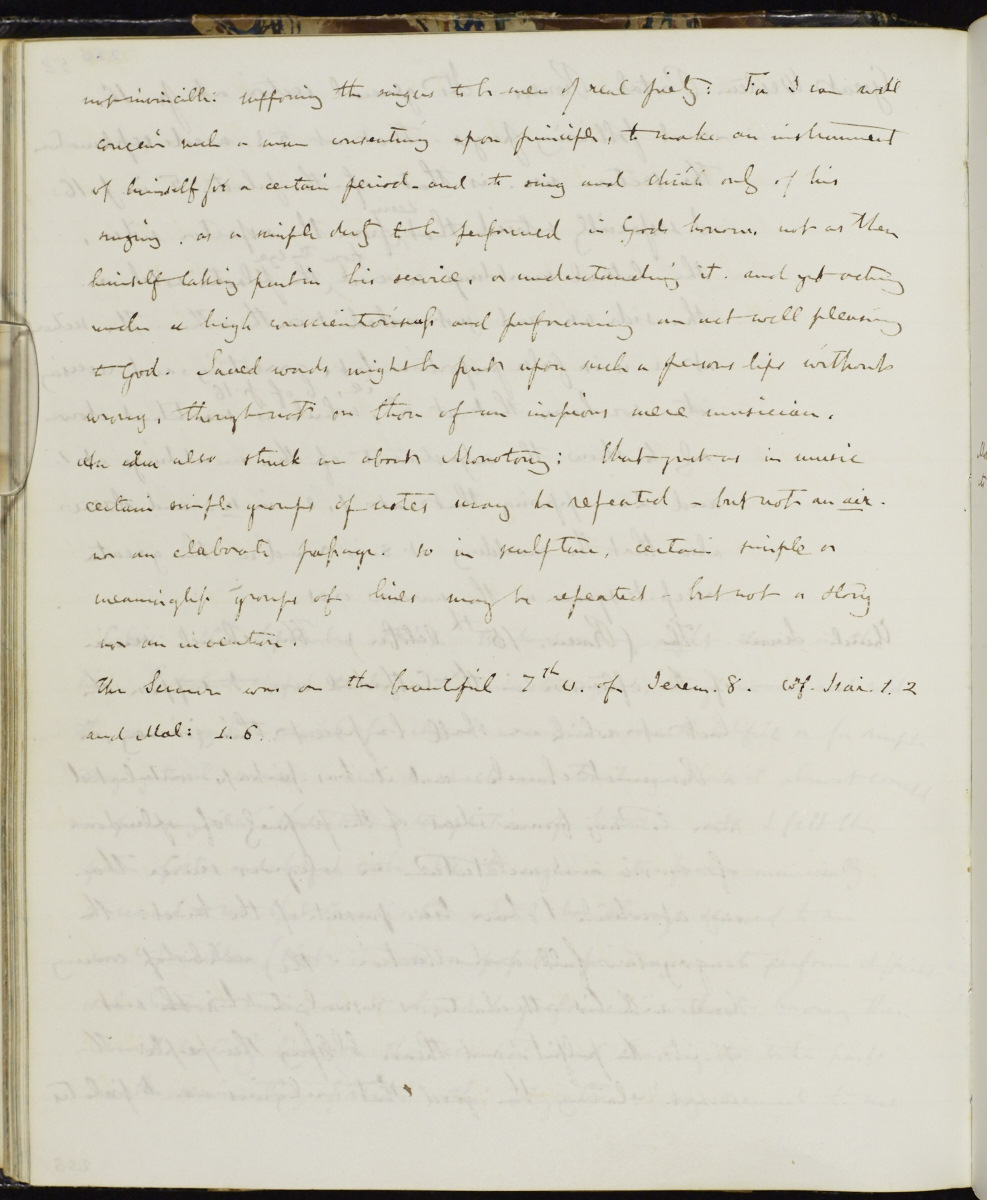 not invincible: supposing the singers to be men of real piety: For I can well
conceive such a man consenting upon principle, to make an instrument
of himself for a certain period - and to sing and think only of his
singing, as a simple duty to be performed in Gods honour, not as then
himself taking part in his service, or understanding it. and yet acting
under a high conscientiousness and performing an act well pleasing
to God. Sacred words might be put upon such a persons lips without
wrong, though not on those of an impious mere musician.
An idea also struck me about Monotony: that just as in music
certain simple groups of notes may be repeated - but not an air.
nor an elaborate passage. so in sculpture, certain simple or
meaningless groups of lines may be repeated - but not a story
nor an invention.
The Sermon was on the beautiful 7th v. of Jerem. 8. Cf. Isai. 1. 2
and Mal: 1. 6.